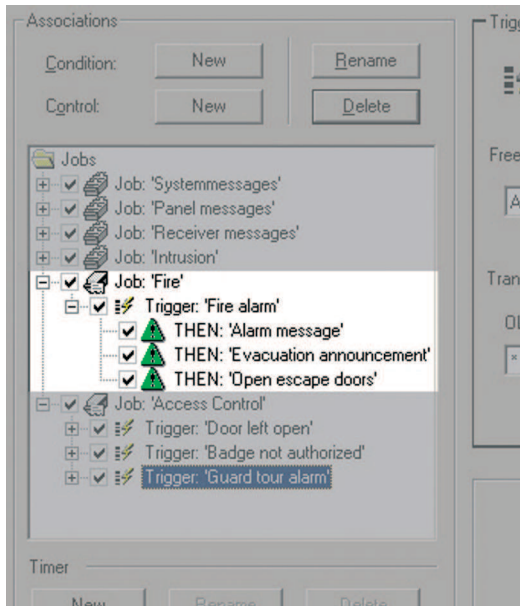 Associations
Trigg
Condition: New Rename
Control: New Delete
Free
A
Jobs
Job: 'Systemmessages'
Job: 'Panel messages'
Job: 'Receiver messages'
Job: 'Intrusion'
Tran
Job: 'Fire'
Trigger: 'Fire alarm'
THEN: 'Alarm message'
THEN: 'Evacuation announcement'
THEN: 'Open escape doors'
*
Job: 'Access Control'
Trigger: 'Door left open'
Trigger: 'Badge not authorized'
Trigger: 'Guard tour alarm'
Timer
New Rename Delete